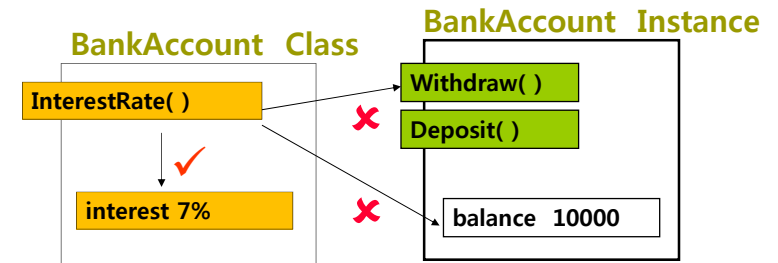 BankAccount Class
InterestRate( )
interest 7%
BankAccount Instance
Withdraw( )
Deposit( )
balance 10000